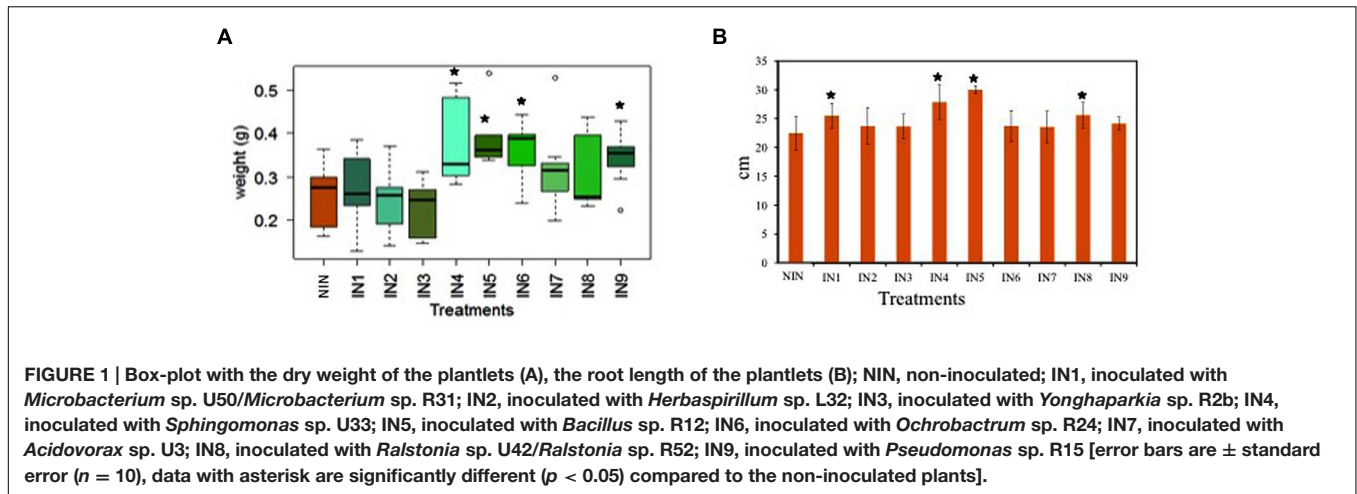 A
B
weight (g)
0.5
0.4
0.3
0.2
NIN IN1 IN2 IN3 IN4 IN5 IN6 IN7 IN8 IN9
Treatments
cm
35
30
25
20
15
10
5
0
NIN IN1 IN2 IN3 IN4 IN5 IN6 IN7 IN8 IN9
Treatments
FIGURE 1 | Box-plot with the dry weight of the plantlets (A), the root length of the plantlets (B); NIN, non-inoculated; IN1, inoculated with
Microbacterium sp. U50/Microbacterium sp. R31; IN2, inoculated with Herbaspirillum sp. L32; IN3, inoculated with Yonghaparkia sp. R2b; IN4,
inoculated with Sphingomonas sp. U33; IN5, inoculated with Bacillus sp. R12; IN6, inoculated with Ochrobactrum sp. R24; IN7, inoculated with
Acidovorax sp. U3; IN8, inoculated with Ralstonia sp. U42/Ralstonia sp. R52; IN9, inoculated with Pseudomonas sp. R15 [error bars are ± standard
error (n = 10), data with asterisk are significantly different (p < 0.05) compared to the non-inoculated plants].